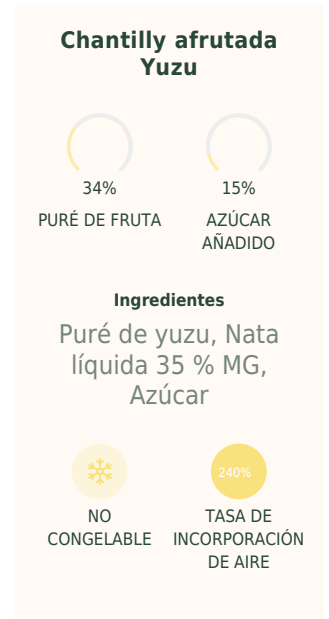 Chantilly afrutada
Yuzu
34%
PURÉ DE FRUTA
15%
AZÚCAR
AÑADIDO
Ingredientes
Puré de yuzu, Nata
líquida 35 % MG,
Azúcar
NO
CONGELABLE
240%
TASA DE
INCORPORACIÓN
DE AIRE